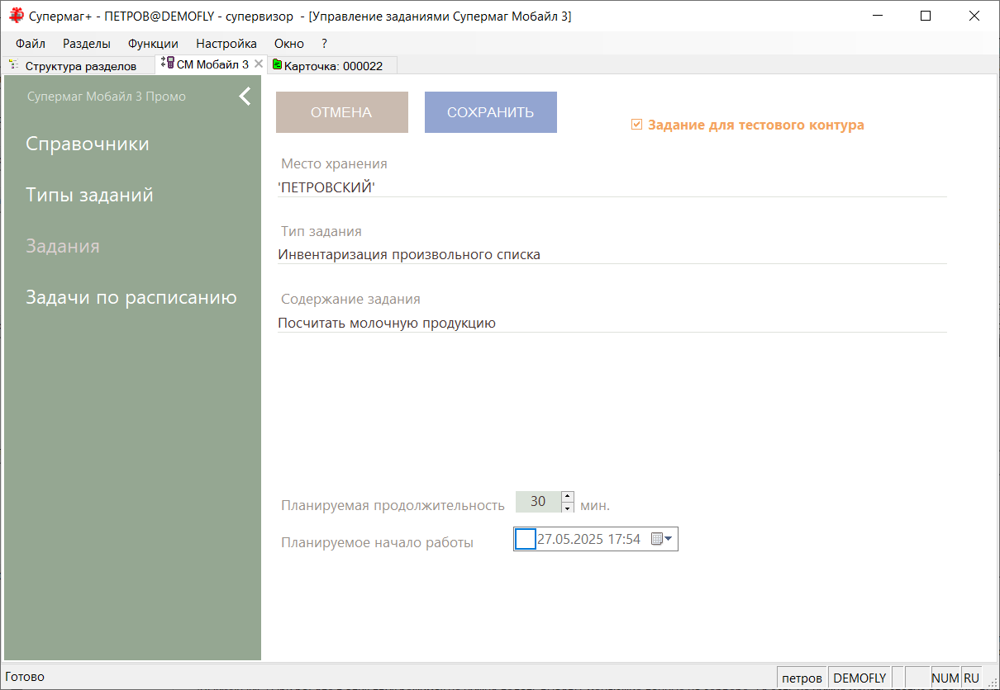 Супермаг+ - ПЕТРОВ@DEMOFLY - супервизор - [Управление заданиями Супермаг Мобайл 3]
Файл Разделы Функции Настройка Окно ?
Структура разделов СМ Мобайл 3 Карточка: 000022
Супермаг Мобайл 3 Промо
Справочники
Типы заданий
Задания
Задачи по расписанию
ОТМЕНА СОХРАНИТЬ Задание для тестового контура
Место хранения
'ПЕТРОВСКИЙ'
Тип задания
Инвентаризация произвольного списка
Содержание задания
Посчитать молочную продукцию
Планируемая продолжительность 30 мин.
Планируемое начало работы 27.05.2025 17:54
Готово петров DEMOFLY NUM RU